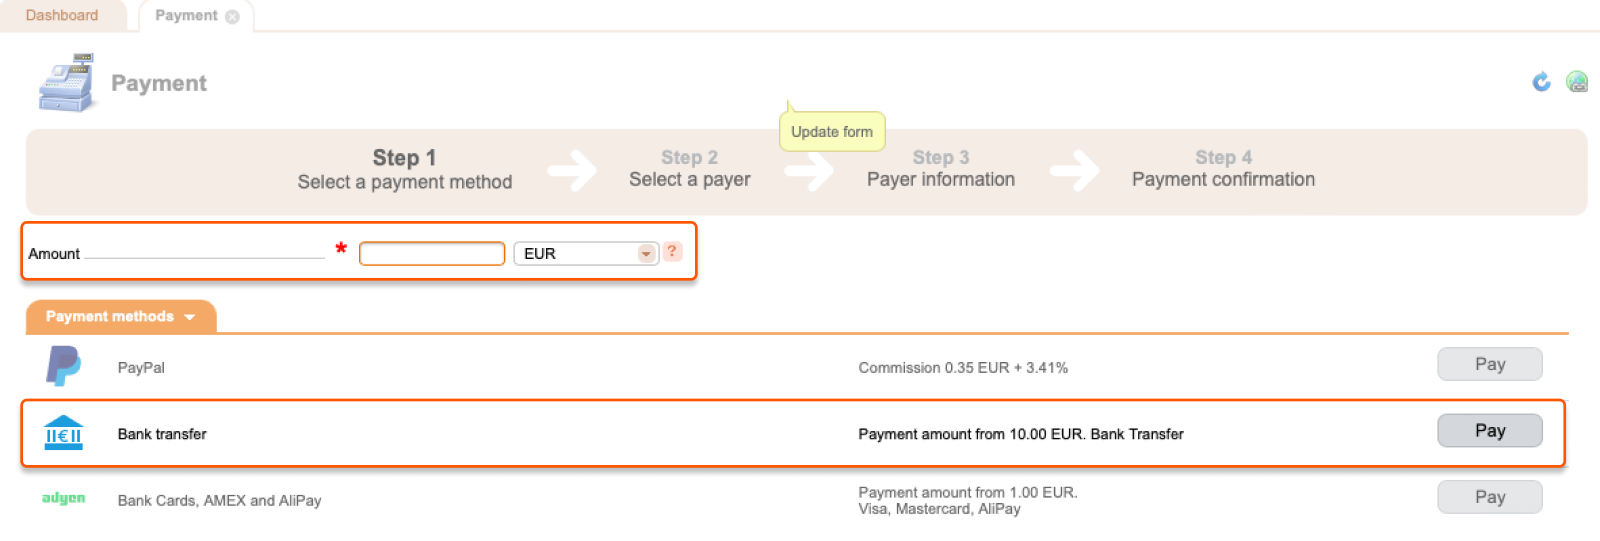 Dashboard
Payment
Payment
Update form
Step 1
Select a payment method
Step 2
Select a payer
Step 3
Payer information
Step 4
Payment confirmation
Amount * EUR ?
Payment methods
PayPal
Commission 0.35 EUR + 3.41%
Pay
Bank transfer
Payment amount from 10.00 EUR. Bank Transfer
Pay
adyen
Bank Cards, AMEX and AliPay
Payment amount from 1.00 EUR.
Visa, Mastercard, AliPay
Pay